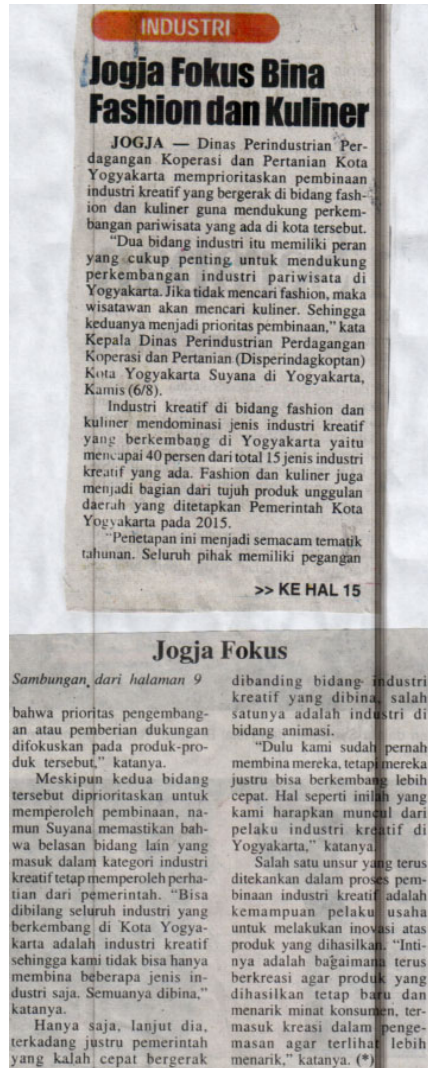 INDUSTRI
Jogja Fokus Bina
Fashion dan Kuliner
JOGJA — Dinas Perindustrian Per-
dagangan Koperasi dan Pertanian Kota
Yogyakarta memprioritaskan pembinaan
industri kreatif yang bergerak di bidang fash-
ion dan kuliner guna mendukung perkem-
bangan pariwisata yang ada di kota tersebut.
"Dua bidang industri itu memiliki peran
yang cukup penting untuk mendukung
perkembangan industri pariwisata di
Yogyakarta. Jika tidak mencari fashion, maka
wisatawan akan mencari kuliner. Sehingga
keduanya menjadi prioritas pembinaan," kata
Kepala Dinas Perindustrian Perdagangan
Koperasi dan Pertanian (Disperindagkoptan)
Kota Yogyakarta Suyana di Yogyakarta,
Kamis (6/8).
Industri kreatif di bidang fashion dan
kuliner mendominasi jenis industri kreatif
yang berkembang di Yogyakarta yaitu
mencapai 40 persen dari total 15 jenis industri
kreatif yang ada. Fashion dan kuliner juga
menjadi bagian dari tujuh produk unggulan
daerah yang ditetapkan Pemerintah Kota
Yogyakarta pada 2015.
"Penetapan ini menjadi semacam tematik
tahunan. Seluruh pihak memiliki pegangan
>> KE HAL 15
Jogja Fokus
Sambungan dari halaman 9
bahwa prioritas pengembang-
an atau pemberian dukungan
difokuskan pada produk-pro-
duk tersebut," katanya.
Meskipun kedua bidang
tersebut diprioritaskan untuk
memperoleh pembinaan, na-
mun Suyana memastikan bah-
wa belasan bidang lain yang
masuk dalam kategori industri
kreatif tetap memperoleh perha-
tian dari pemerintah. "Bisa
dibilang seluruh industri yang
berkembang di Kota Yogya-
karta adalah industri kreatif
sehingga kami tidak bisa hanya
membina beberapa jenis in-
dustri saja. Semuanya dibina,"
katanya.
Hanya saja, lanjut dia,
terkadang justru pemerintah
yang kalah cepat bergerak
dibanding bidang industri
kreatif yang dibina, salah
satunya adalah industri di
bidang animasi.
"Dulu kami sudah pernah
membina mereka, tetapi mereka
justru bisa berkembang lebih
cepat. Hal seperti inilah yang
kami harapkan muncul dari
pelaku industri kreatif di
Yogyakarta," katanya.
Salah satu unsur yang terus
ditekankan dalam proses pem-
binaan industri kreatif adalah
kemampuan pelaku usaha
untuk melakukan inovasi atas
produk yang dihasilkan. "Inti-
nya adalah bagaimana terus
berkreasi agar produk yang
dihasilkan tetap baru dan
menarik minat konsumen, ter-
masuk kreasi dalam penge-
masan agar terlihat lebih
menarik," katanya. (*)